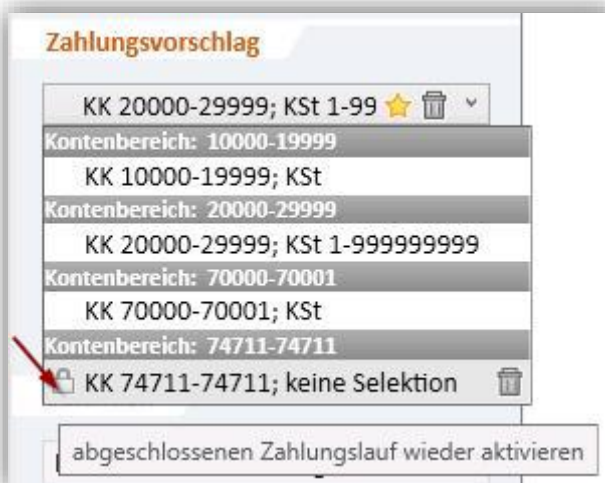 Zahlungsvorschlag
KK 20000-29999; KSt 1-99
Kontenbereich: 10000-19999
KK 10000-19999; KSt
Kontenbereich: 20000-29999
KK 20000-29999; KSt 1-999999999
Kontenbereich: 70000-70001
KK 70000-70001; KSt
Kontenbereich: 74711-74711
KK 74711-74711; keine Selektion
abgeschlossenen Zahlungslauf wieder aktivieren